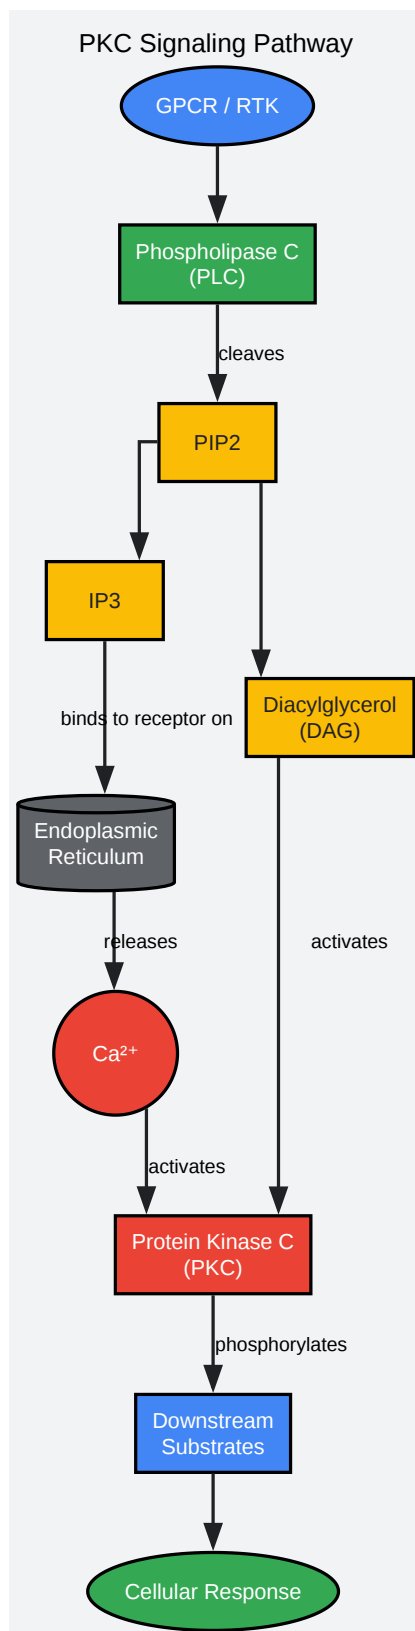 PKC Signaling Pathway
GPCR / RTK
Phospholipase C
(PLC)
cleaves
PIP2
IP3
Diacylglycerol
(DAG)
binds to receptor on
Endoplasmic
Reticulum
releases
activates
Ca²⁺
activates
Protein Kinase C
(PKC)
phosphorylates
Downstream
Substrates
Cellular Response